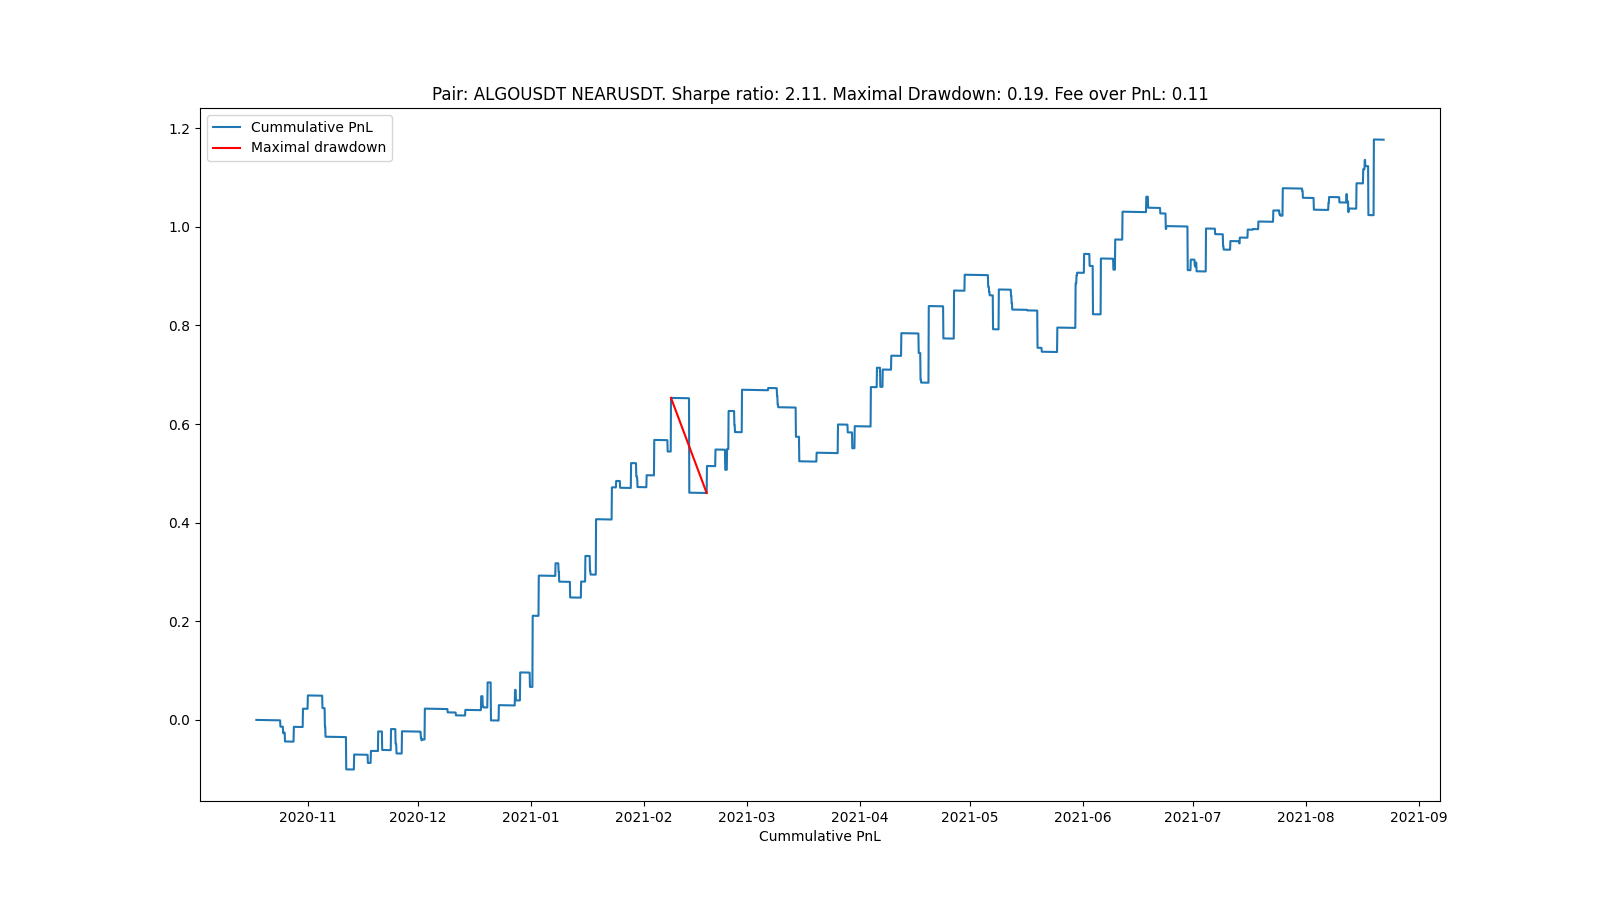 Pair: ALGOUSDT NEARUSDT. Sharpe ratio: 2.11. Maximal Drawdown: 0.19. Fee over PnL: 0.11
Cummulative PnL
Maximal drawdown
1.2
1.0
0.8
0.6
0.4
0.2
0.0
2020-11 2020-12 2021-01 2021-02 2021-03 2021-04 2021-05 2021-06 2021-07 2021-08 2021-09
Cummulative PnL